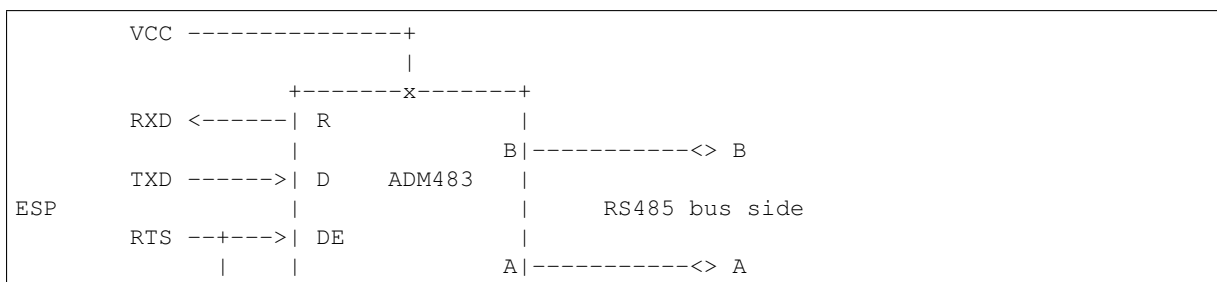 VCC ---------------+
|
+-------x-------+
RXD <------| R |
| B|-----------<> B
TXD ------>| D ADM483 |
ESP | | RS485 bus side
RTS --+--->| DE |
| | A|-----------<> A